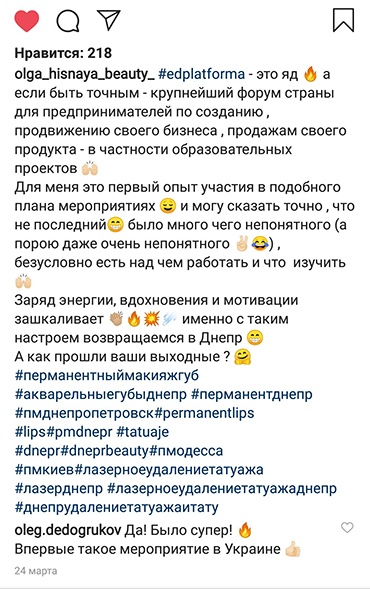 Нравится: 218
olga_hisnaya_beauty_ #edplatforma - это яд 🔥 а
если быть точным - крупнейший форум страны
для предпринимателей по созданию ,
продвижению своего бизнеса , продажам своего
продукта - в частности образовательных
проектов 🙌🏻
Для меня это первый опыт участия в подобного
плана мероприятиях 😄 и могу сказать точно , что
не последний😁 было много чего непонятного (а
порою даже очень непонятного ✌🏻😂) ,
безусловно есть над чем работать и что изучить
🙌🏻
Заряд энергии, вдохновения и мотивации
зашкаливает 👏🏼🔥💥☄️ именно с таким
настроем возвращаемся в Днепр 😁
А как прошли ваши выходные ? 🤗
#перманентныймакияжгуб
#акварельныегубыднепр #перманентднепр
#пмднепропетровск#permanentlips
#lips#pmdnepr #tatuaje
#dnepr#dneprbeauty#пмодесса
#пмкиев#лазерноеудалениетатуажа
#лазерднепр #лазерноеудалениетатуажаднепр
#днепрудалениетатуажаитату
oleg.dedogrukov Да! Было супер! 🔥
Впервые такое мероприятие в Украине 👍🏻
24 марта